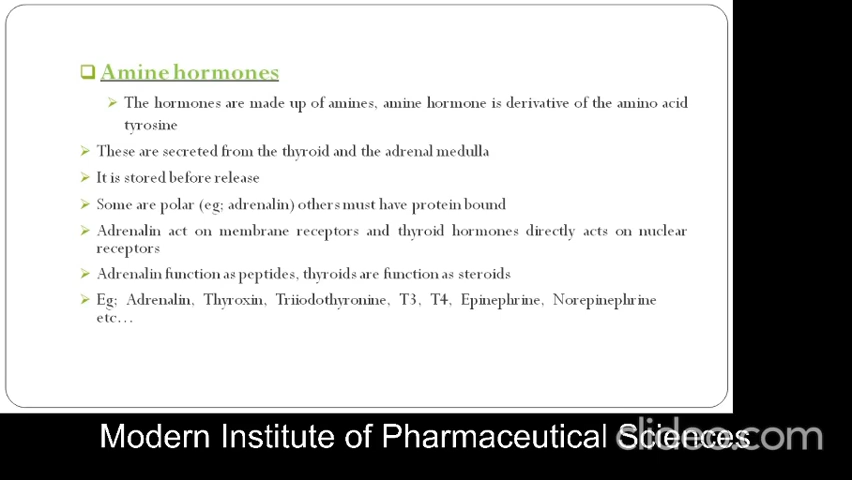 Amine hormones
The hormones are made up of amines, amine hormone is derivative of the amino acid
tyrosine
These are secreted from the thyroid and the adrenal medulla
It is stored before release
Some are polar (eg; adrenalin) others must have protein bound
Adrenalin act on membrane receptors and thyroid hormones directly acts on nuclear
receptors
Adrenalin function as peptides, thyroids are function as steroids
Eg; Adrenalin, Thyroxin, Triiodothyronine, T3, T4, Epinephrine, Norepinephrine
etc...
Modern Institute of Pharmaceutical Sciences
clideo.com